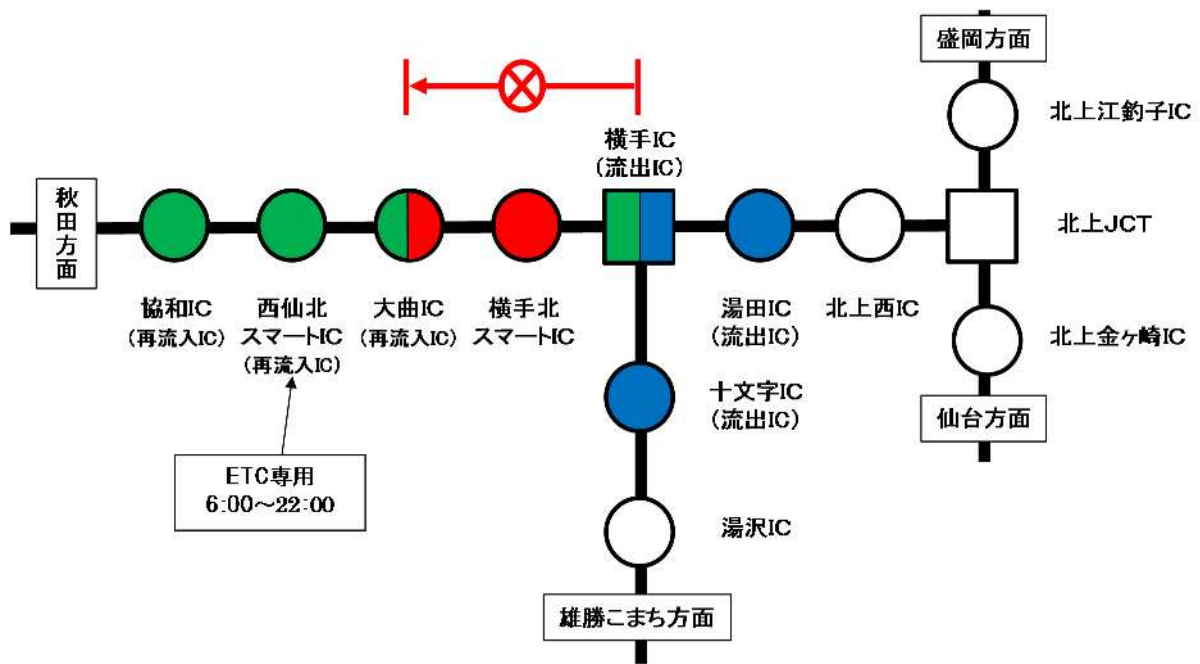 盛岡方面
北上江釣子IC
横手IC
(流出IC)
秋田方面
北上JCT
協和IC
(再流入IC)
西仙北
スマートIC
(再流入IC)
大曲IC
(再流入IC)
横手北
スマートIC
湯田IC
(流出IC)
北上西IC
北上金ヶ崎IC
十文字IC
(流出IC)
仙台方面
ETC専用
6:00～22:00
湯沢IC
雄勝こまち方面